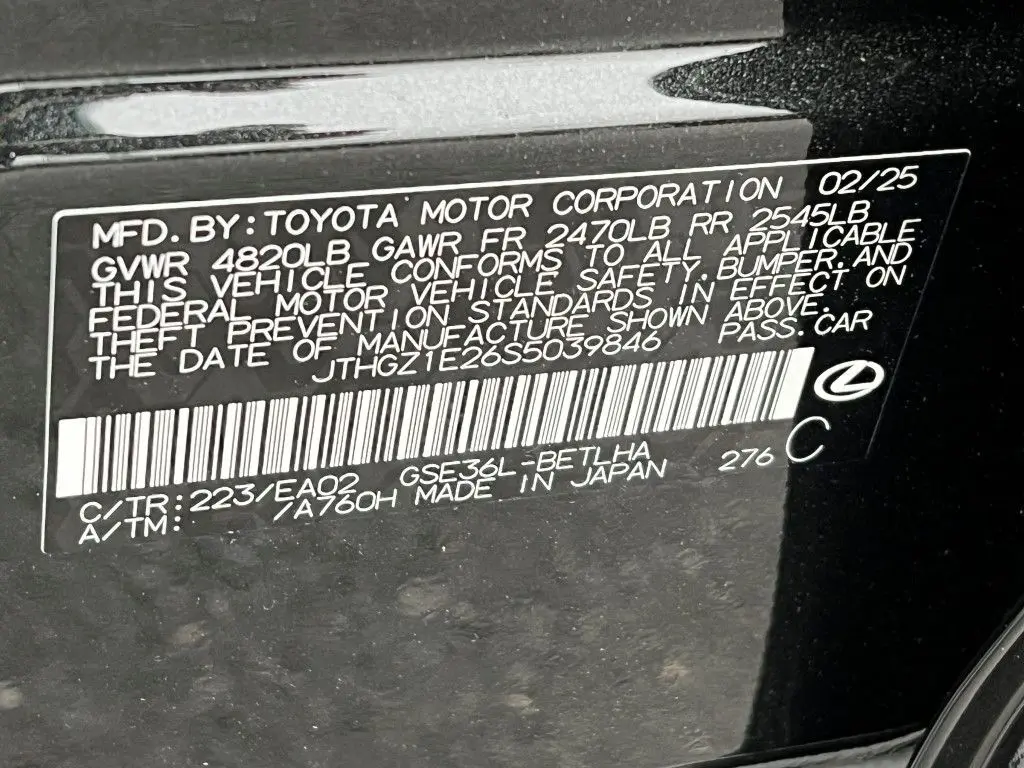 MFD. BY: TOYOTA MOTOR CORPORATION 02/25
GVWR 4820LB GAWR FR 2470LB RR 2545LB
THIS VEHICLE CONFORMS TO ALL APPLICABLE
FEDERAL MOTOR VEHICLE SAFETY, BUMPER, AND
THEFT PREVENTION STANDARDS IN EFFECT ON
THE DATE OF MANUFACTURE SHOWN ABOVE.
JTHGZ1E26S5039846 PASS. CAR
C/TR: 223/EA02 GSE36L-BETLHA 276 C
A/TM: /A760H MADE IN JAPAN